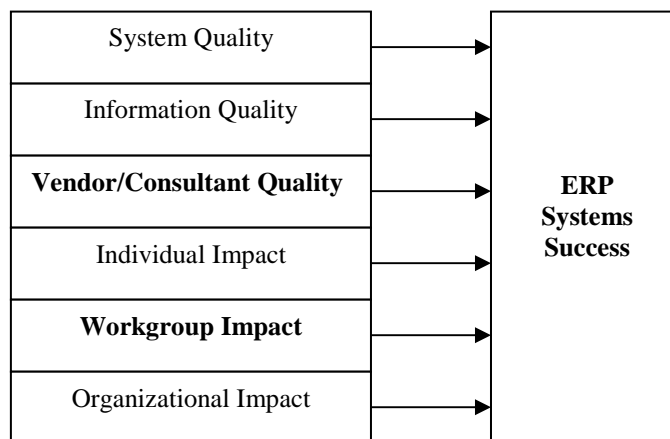 System Quality
Information Quality
Vendor/Consultant Quality
Individual Impact
Workgroup Impact
Organizational Impact
ERP
Systems
Success